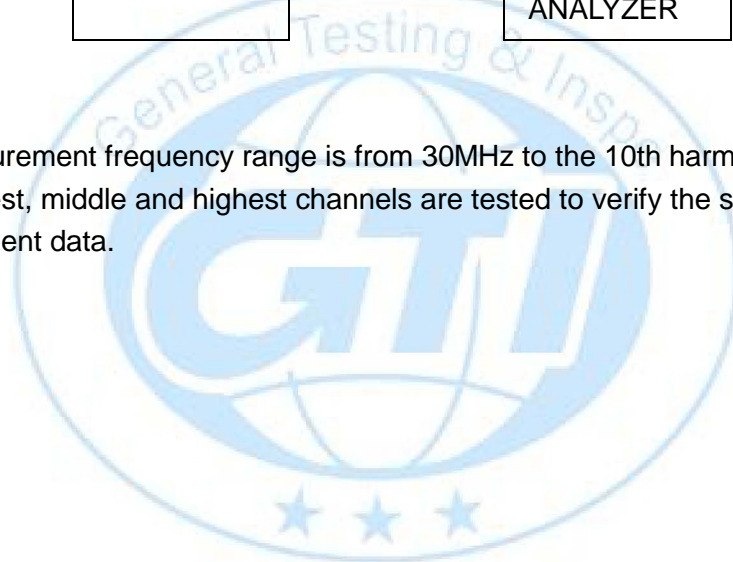 ANALYZER
General Testing & Inspe
urement frequency range is from 30MHz to the 10th harm
st, middle and highest channels are tested to verify the s
ent data.
GTI